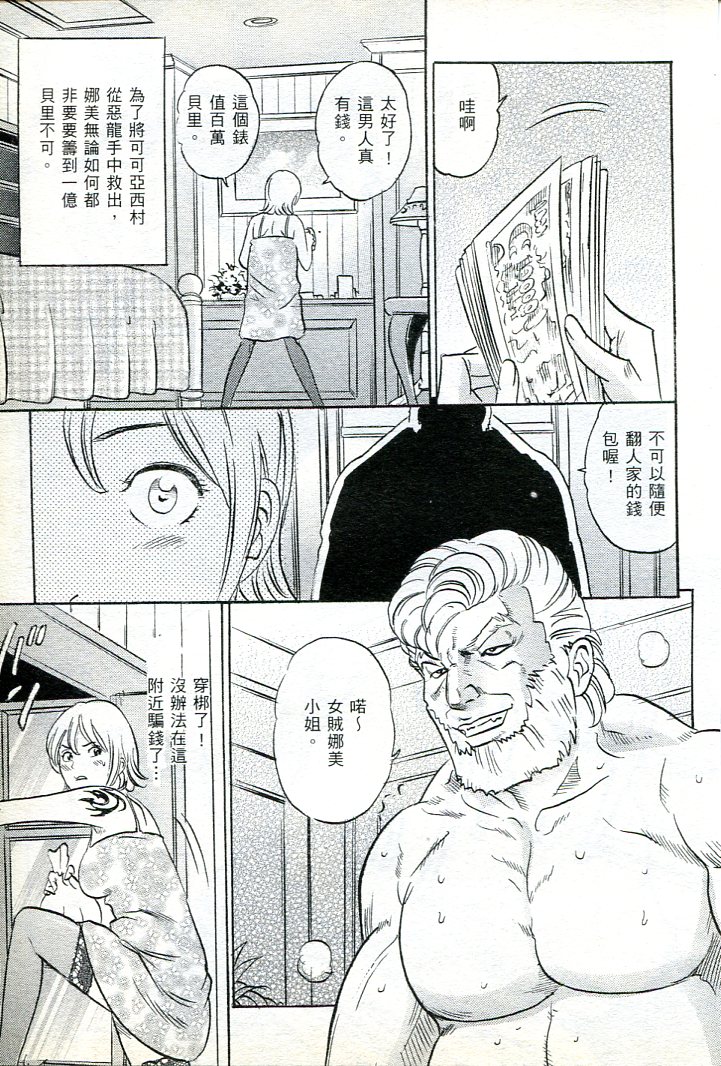 哇啊
太好了！
這男人真
有錢。
這個錶
值百萬
貝里。
為了將可可亞西村
從惡龍手中救出，
娜美無論如何都
非要要籌到一億
貝里不可。
不可以隨便
翻人家的錢
包喔！
喏～
女賊娜美
小姐。
穿梆了！
沒辦法在這
附近騙錢了…